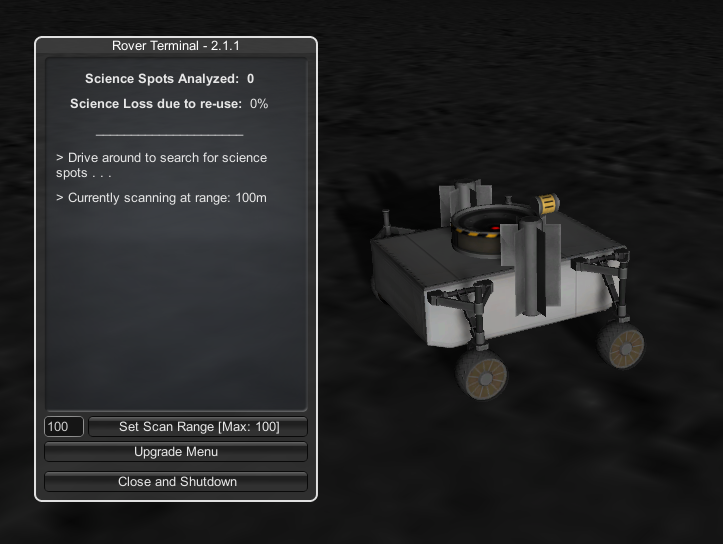 Rover Terminal - 2.1.1
Science Spots Analyzed: 0
Science Loss due to re-use: 0%
> Drive around to search for science
spots . . .
> Currently scanning at range: 100m
100
Set Scan Range [Max: 100]
Upgrade Menu
Close and Shutdown